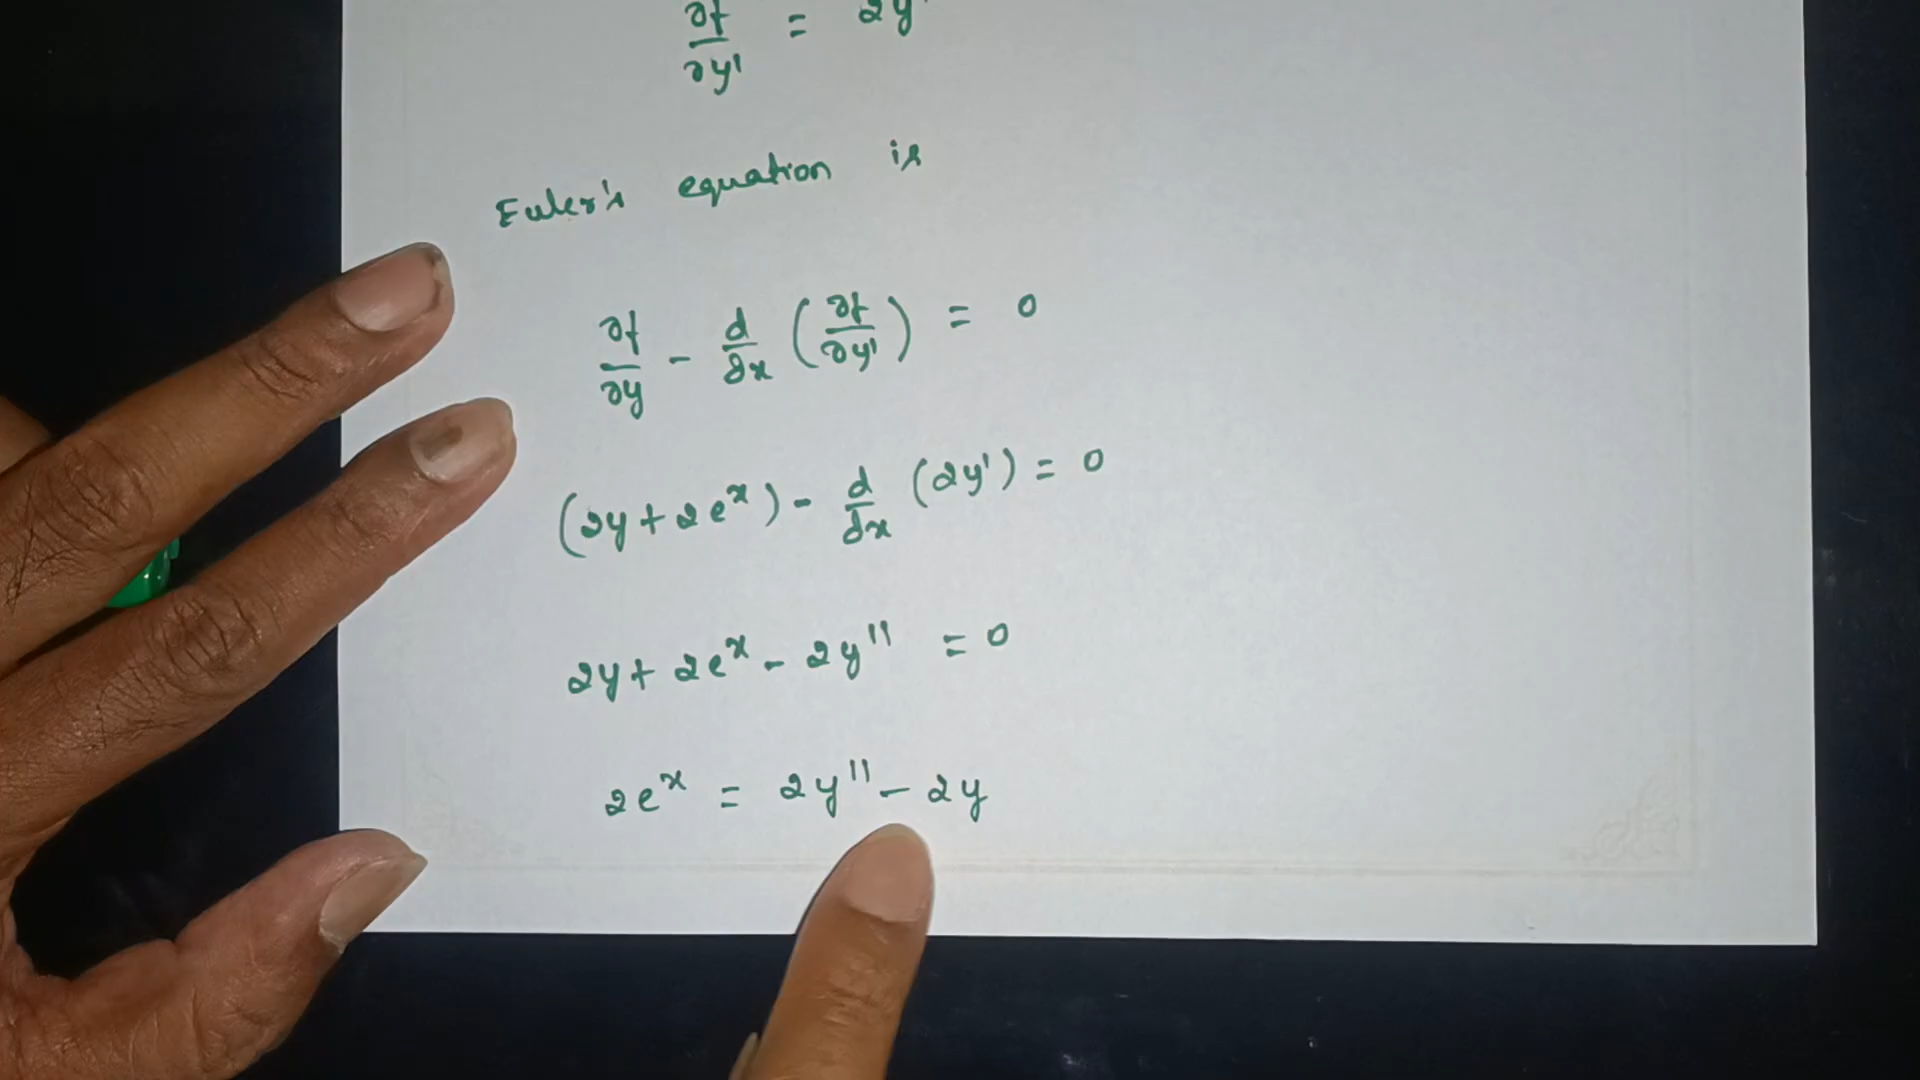 ∂f/∂y' = 2y'
Euler's equation is
∂f/∂y - d/dx (∂f/∂y') = 0
(2y + 2e^x) - d/dx (2y') = 0
2y + 2e^x - 2y'' = 0
2e^x = 2y'' - 2y